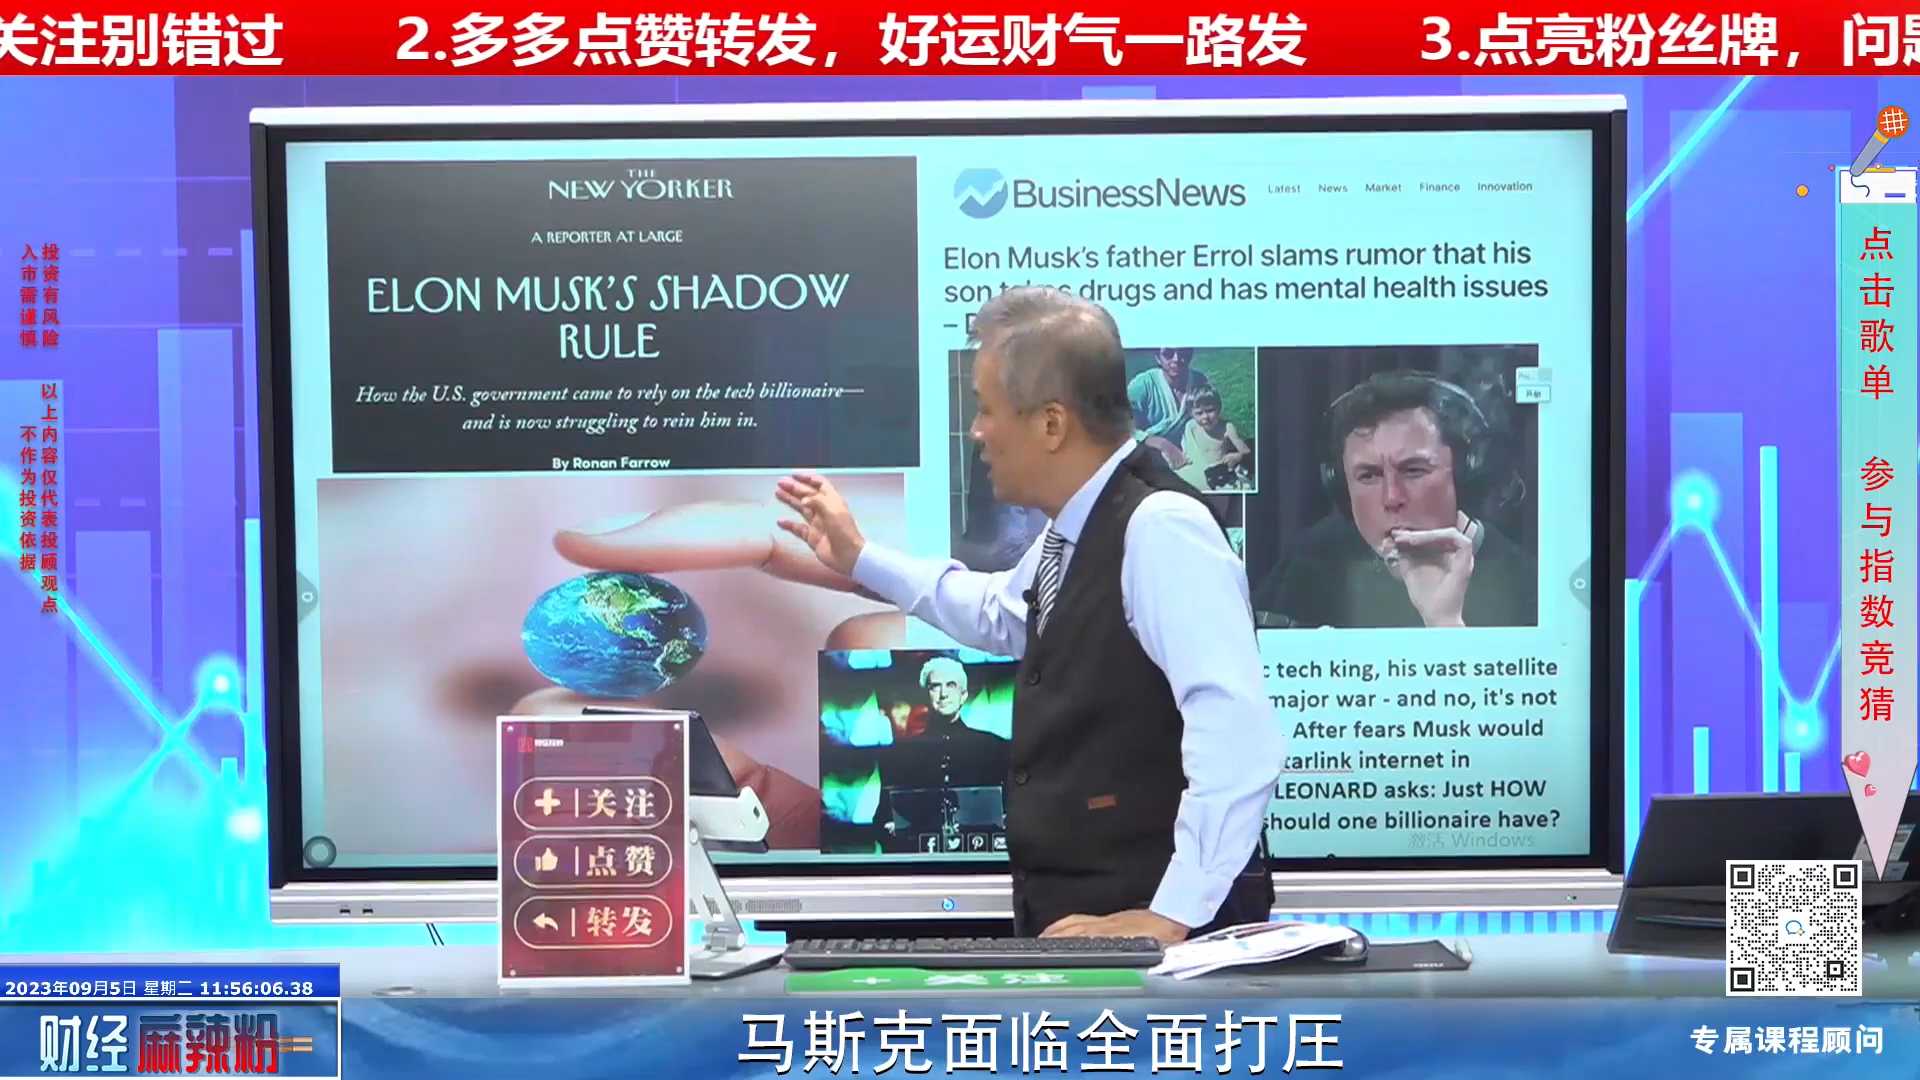 关注别错过
2.多多点赞转发，好运财气一路发
3.点亮粉丝牌，问题
投资有风险
入市需谨慎
以上内容仅代表投顾观点
不作为投资依据
THE
NEW YORKER
A REPORTER AT LARGE
ELON MUSK'S SHADOW
RULE
How the U.S. government came to rely on the tech billionaire—
and is now struggling to rein him in.
By Ronan Farrow
BusinessNews
Latest News Market Finance Innovation
Elon Musk's father Errol slams rumor that his
son takes drugs and has mental health issues
–
c tech king, his vast satellite
major war - and no, it's not
. After fears Musk would
tarlink internet in
LEONARD asks: Just HOW
should one billionaire have?
激活 Windows
点击歌单 参与指数竞猜
关注
点赞
转发
+ 关注
2023年09月5日 星期二 11:56:06.38
财经麻辣粉
马斯克面临全面打压
专属课程顾问